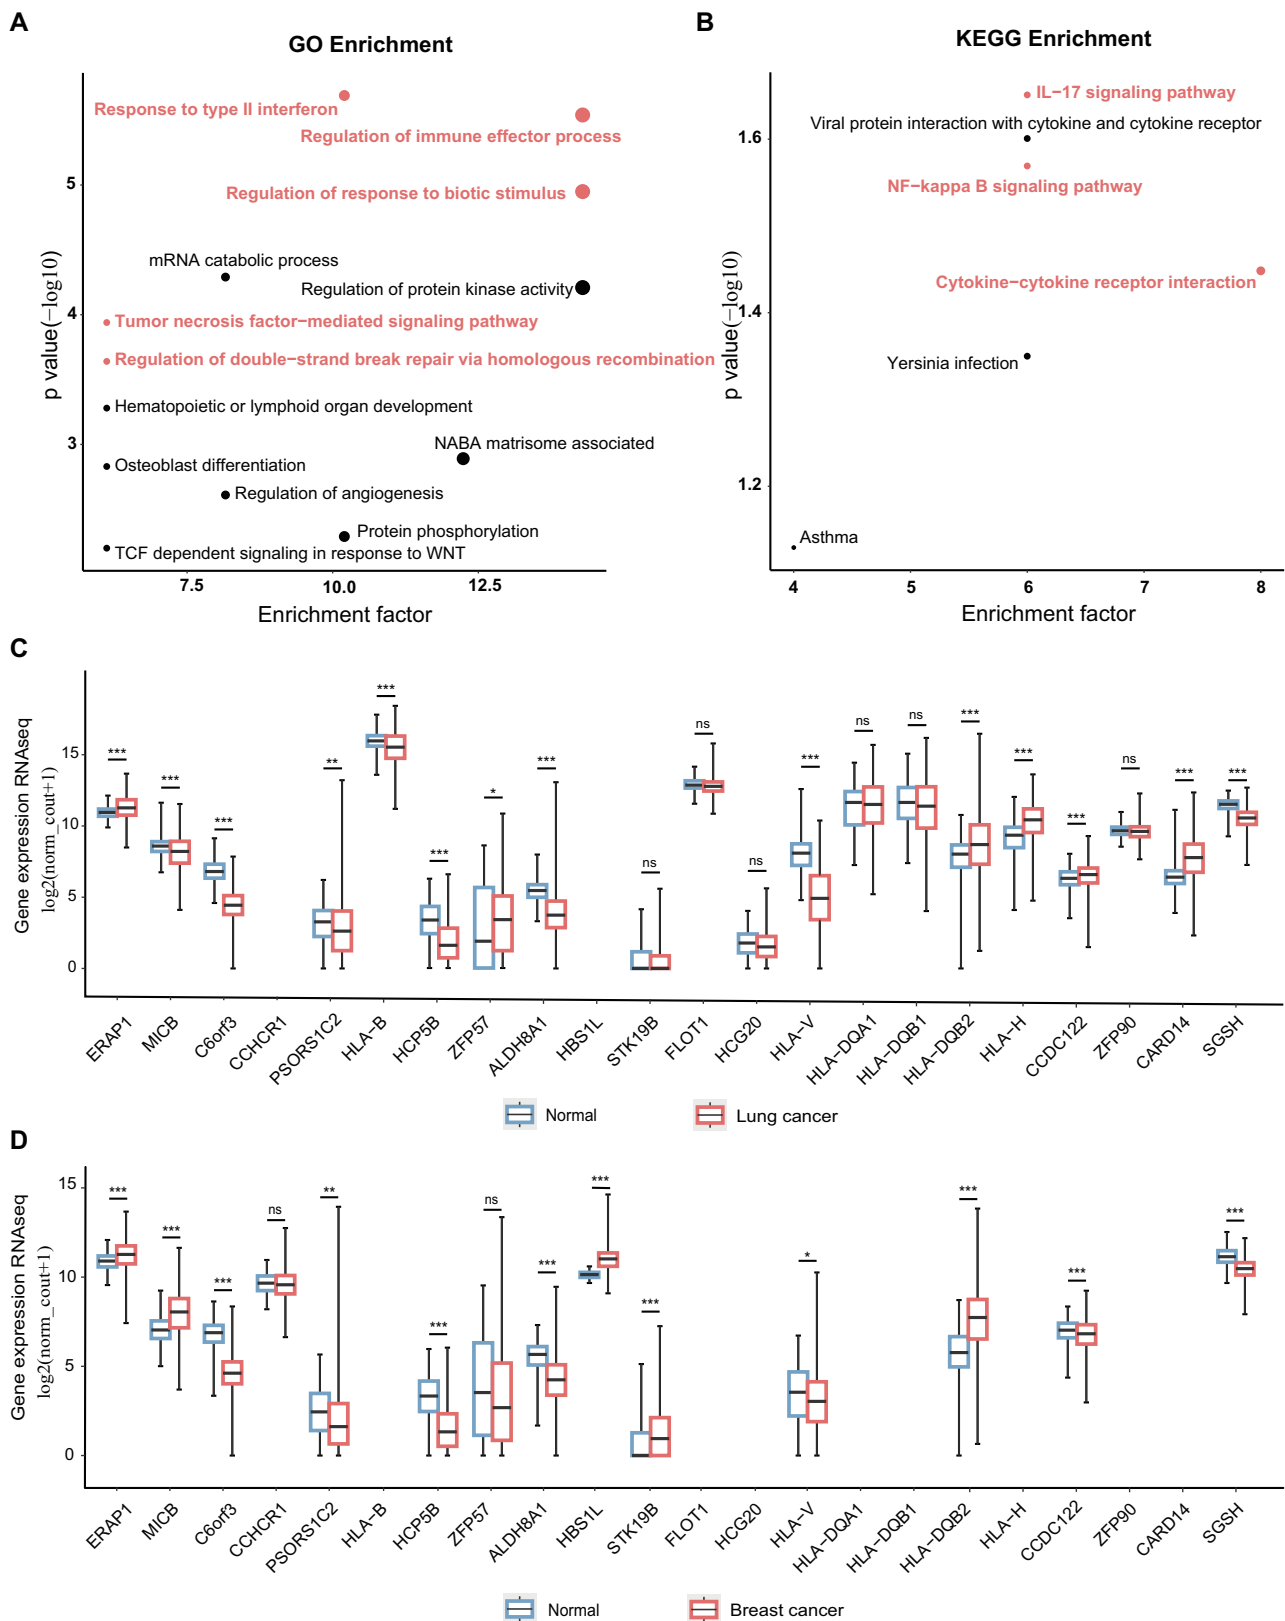 A
GO Enrichment
p value(−log10)
5
4
3
Response to type II interferon
Regulation of immune effector process
Regulation of response to biotic stimulus
mRNA catabolic process
Regulation of protein kinase activity
Tumor necrosis factor−mediated signaling pathway
Regulation of double−strand break repair via homologous recombination
Hematopoietic or lymphoid organ development
NABA matrisome associated
Osteoblast differentiation
Regulation of angiogenesis
Protein phosphorylation
TCF dependent signaling in response to WNT
7.5 10.0 12.5
Enrichment factor
B
KEGG Enrichment
p value(−log10)
1.6
1.4
1.2
IL−17 signaling pathway
Viral protein interaction with cytokine and cytokine receptor
NF−kappa B signaling pathway
Cytokine−cytokine receptor interaction
Yersinia infection
Asthma
4 5 6 7 8
Enrichment factor
C
Gene expression RNAseq
log2(norm_cout+1)
15
10
5
0
*** *** *** ** *** *** * *** ns ns ns *** ns ns *** *** *** ns *** ***
ERAP1
MICB
C6orf3
CCHCR1
PSORS1C2
HLA−B
HCP5B
ZFP57
ALDH8A1
HBS1L
STK19B
FLOT1
HCG20
HLA−V
HLA−DQA1
HLA−DQB1
HLA−DQB2
HLA−H
CCDC122
ZFP90
CARD14
SGSH
Normal Lung cancer
D
Gene expression RNAseq
log2(norm_cout+1)
15
10
5
0
*** *** *** ns ** *** ns *** *** *** * *** *** ***
ERAP1
MICB
C6orf3
CCHCR1
PSORS1C2
HLA−B
HCP5B
ZFP57
ALDH8A1
HBS1L
STK19B
FLOT1
HCG20
HLA−V
HLA−DQA1
HLA−DQB1
HLA−DQB2
HLA−H
CCDC122
ZFP90
CARD14
SGSH
Normal Breast cancer